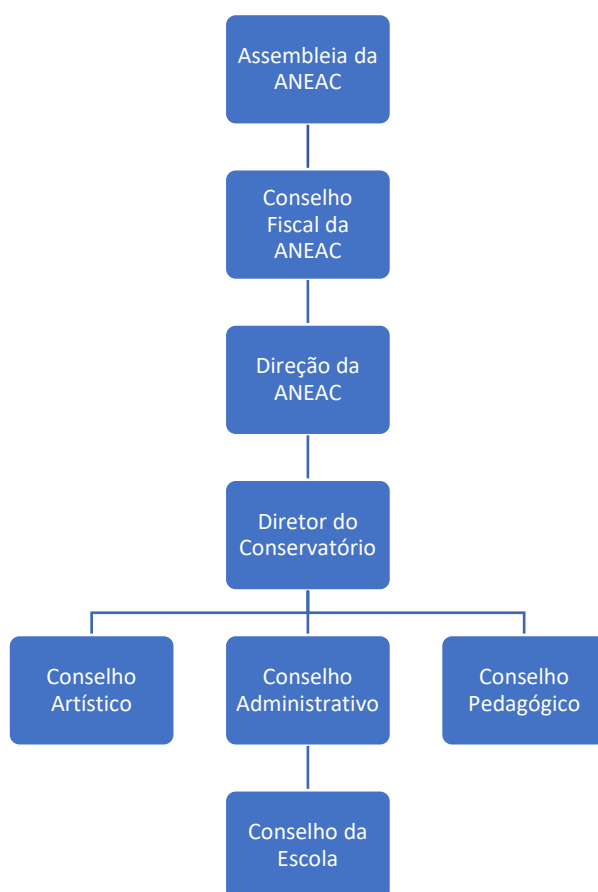 Assembleia da
ANEAC
Conselho
Fiscal da
ANEAC
Direção da
ANEAC
Diretor do
Conservatório
Conselho
Artístico
Conselho
Administrativo
Conselho
Pedagógico
Conselho da
Escola